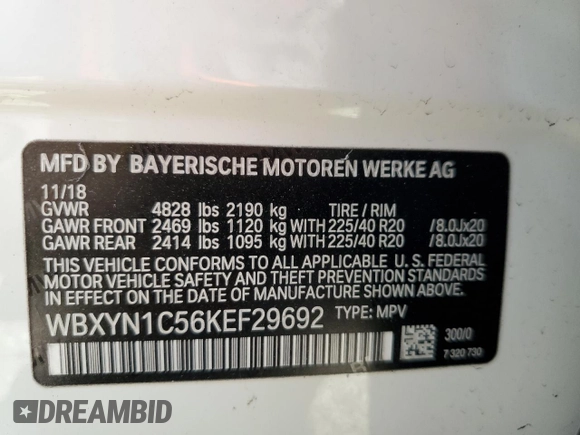 MFD BY BAYERISCHE MOTOREN WERKE AG
11/18
GVWR 4828 lbs 2190 kg TIRE / RIM
GAWR FRONT 2469 lbs 1120 kg WITH 225/40 R20 /8.0Jx20
GAWR REAR 2414 lbs 1095 kg WITH 225/40 R20 /8.0Jx20
THIS VEHICLE CONFORMS TO ALL APPLICABLE U. S. FEDERAL
MOTOR VEHICLE SAFETY AND THEFT PREVENTION STANDARDS
IN EFFECT ON THE DATE OF MANUFACTURE SHOWN ABOVE.
WBXYN1C56KEF29692 TYPE: MPV
300/0
7 320 730
DREAMBID